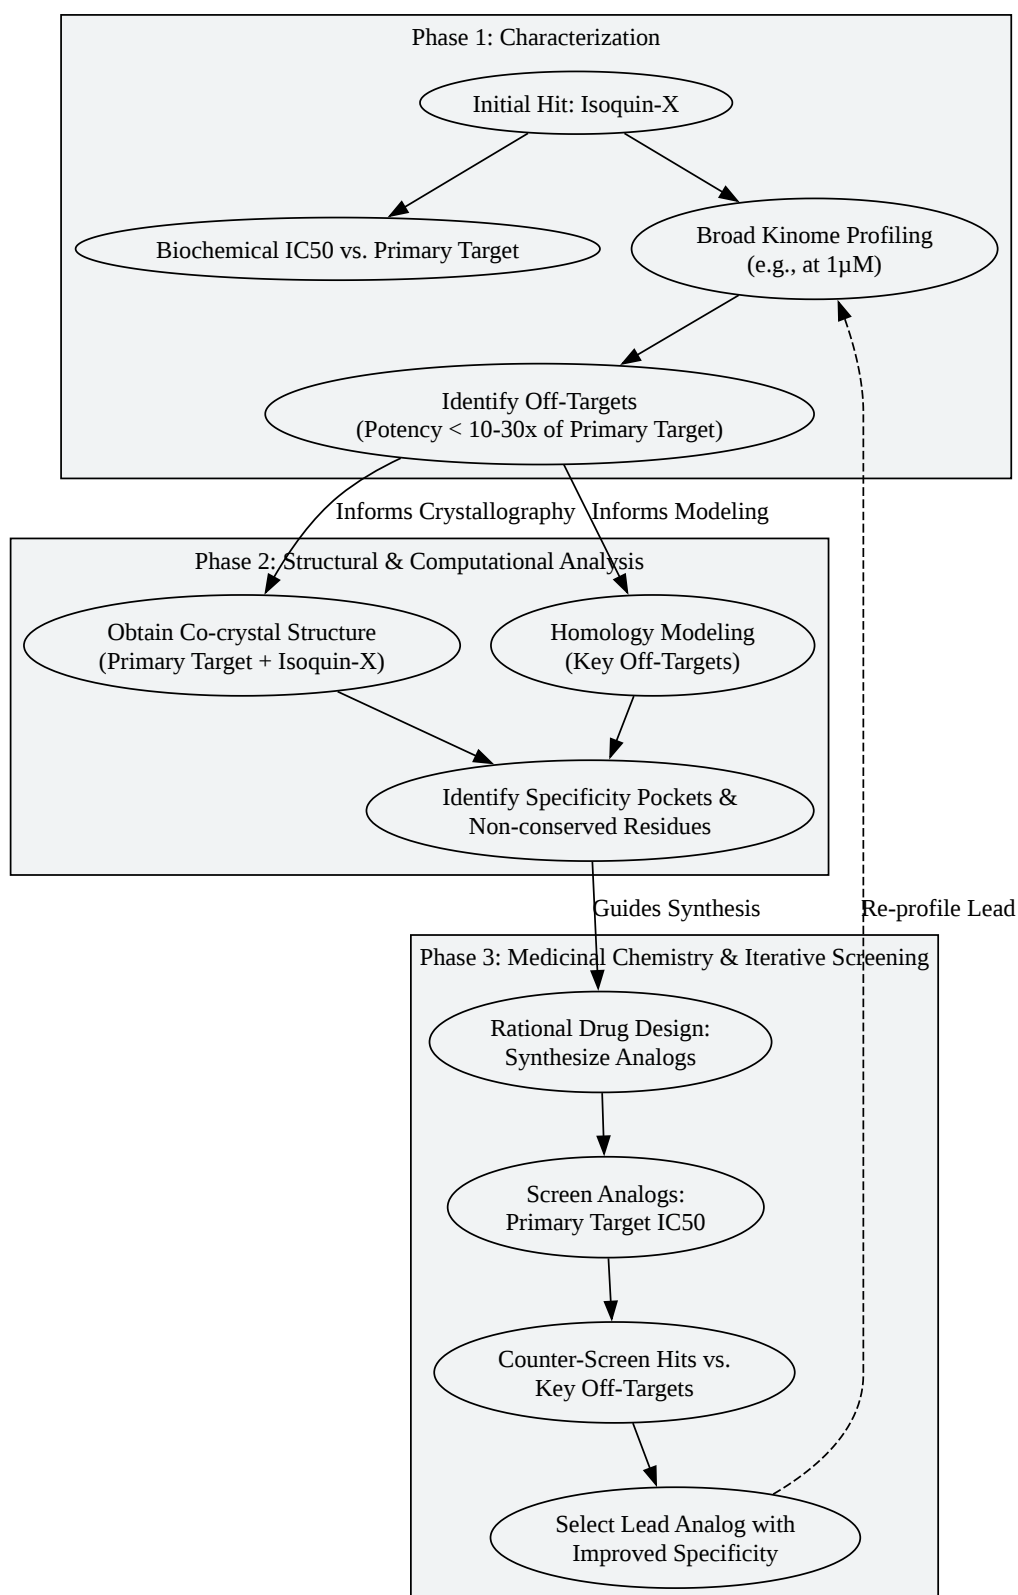 Phase 1: Characterization
Initial Hit: Isoquin-X
Biochemical IC50 vs. Primary Target
Broad Kinome Profiling
(e.g., at 1µM)
Identify Off-Targets
(Potency < 10-30x of Primary Target)
Informs Crystallography
Informs Modeling
Phase 2: Structural & Computational Analysis
Obtain Co-crystal Structure
(Primary Target + Isoquin-X)
Homology Modeling
(Key Off-Targets)
Identify Specificity Pockets &
Non-conserved Residues
Guides Synthesis
Re-profile Lead
Phase 3: Medicinal Chemistry & Iterative Screening
Rational Drug Design:
Synthesize Analogs
Screen Analogs:
Primary Target IC50
Counter-Screen Hits vs.
Key Off-Targets
Select Lead Analog with
Improved Specificity